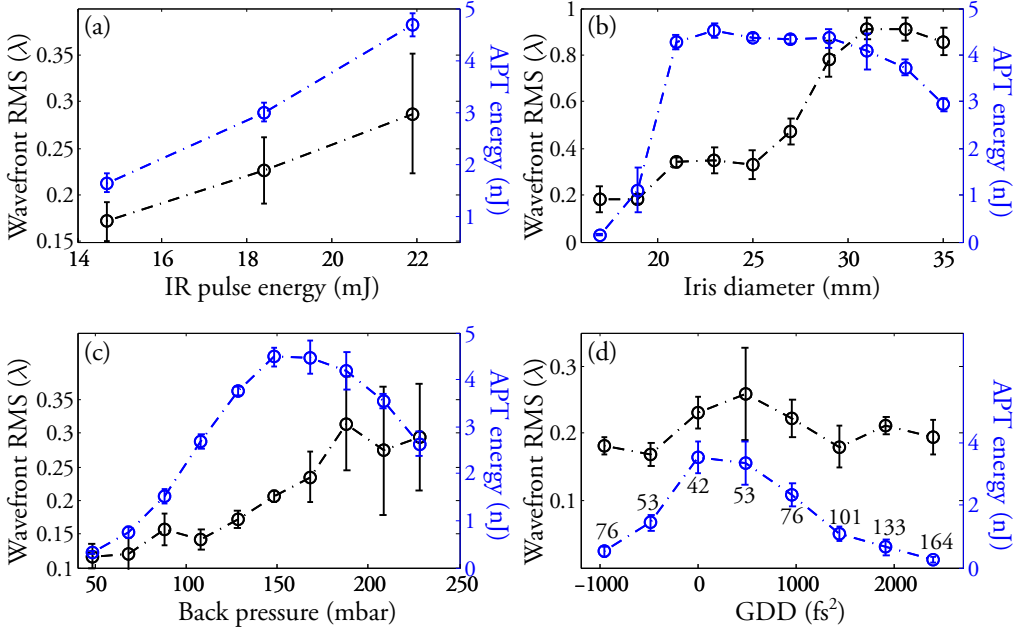 (a)
Wavefront RMS (λ)
0.35
0.3
0.25
0.2
0.15
14 16 18 20 22
IR pulse energy (mJ)
5
4
3
2
1
APT energy (nJ)
(b)
Wavefront RMS (λ)
1
0.8
0.6
0.4
0.2
0
20 25 30 35
Iris diameter (mm)
5
4
3
2
1
0
APT energy (nJ)
(c)
Wavefront RMS (λ)
0.35
0.3
0.25
0.2
0.15
0.1
50 100 150 200 250
Back pressure (mbar)
5
4
3
2
1
0
APT energy (nJ)
(d)
Wavefront RMS (λ)
0.3
0.2
0.1
76 53 42 53 76 101 133 164
−1000 0 1000 2000
GDD (fs²)
4
2
0
APT energy (nJ)